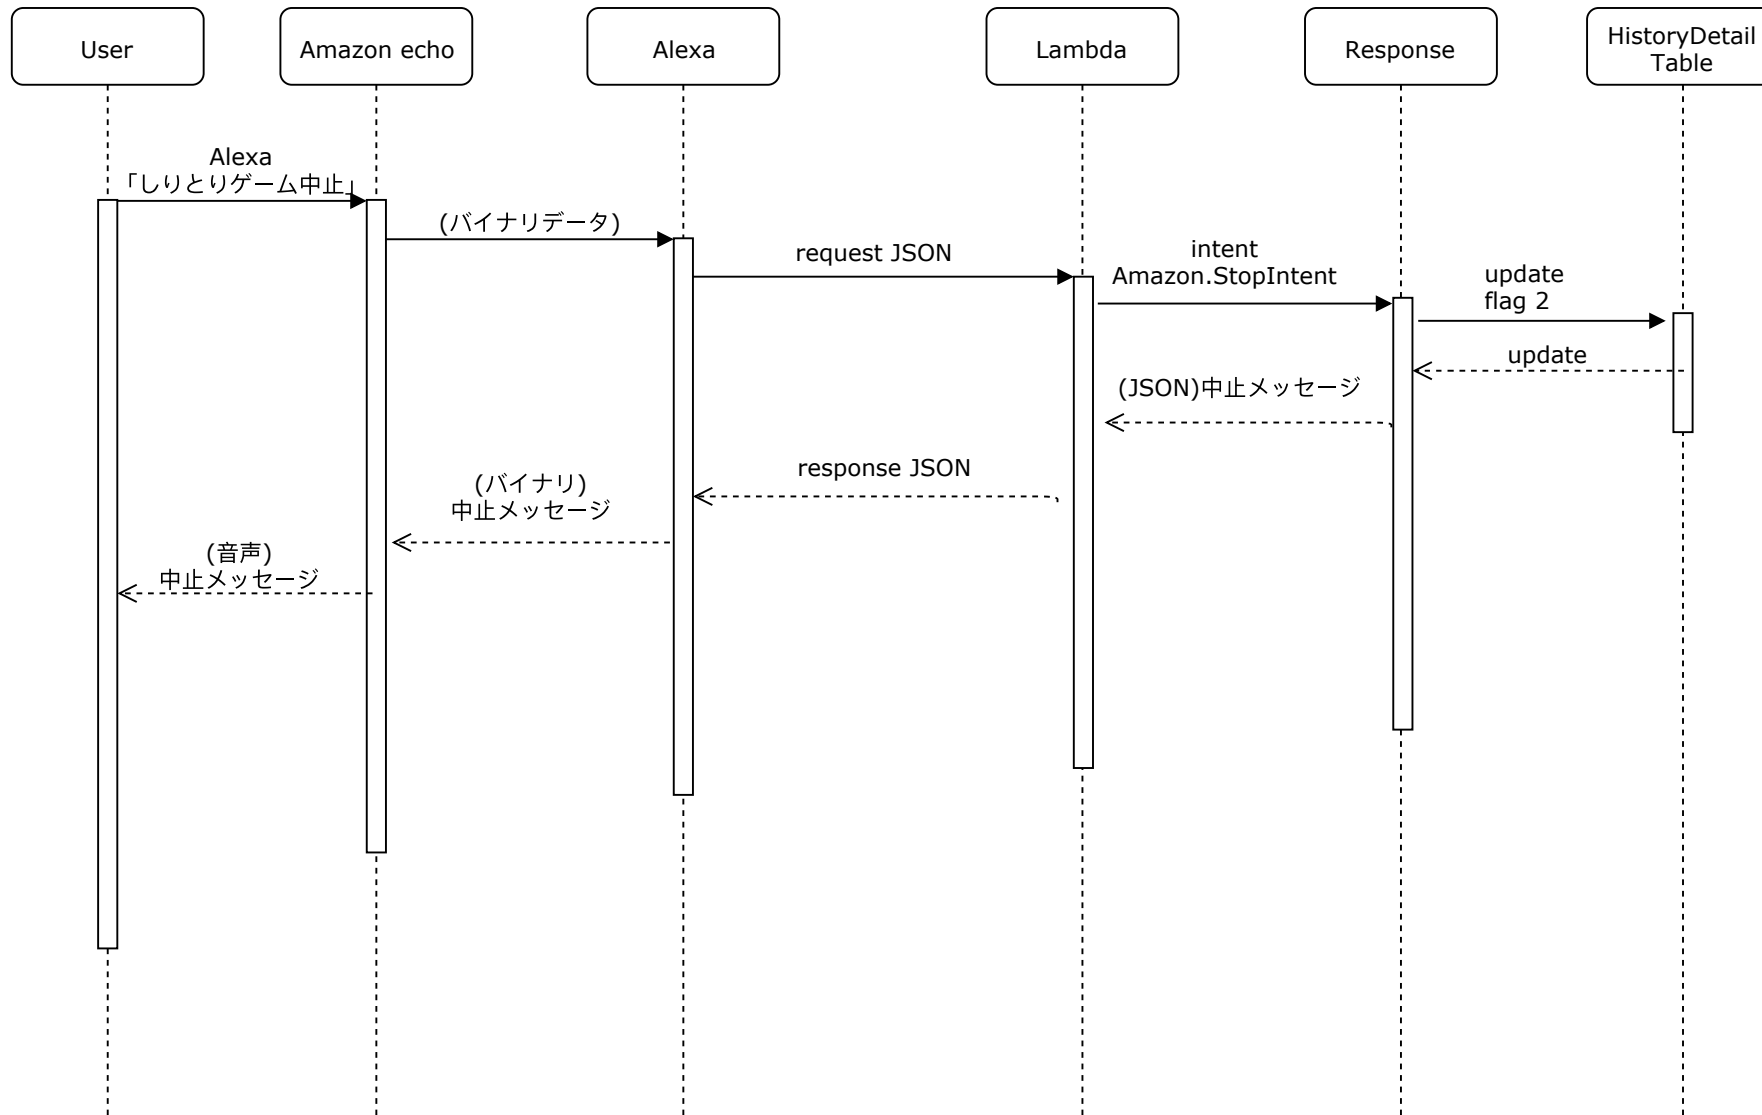 User
Amazon echo
Alexa
Lambda
Response
HistoryDetail
Table
Alexa
「しりとりゲーム中止」
(バイナリデータ)
request JSON
intent
Amazon.StopIntent
update
flag 2
update
(JSON)中止メッセージ
response JSON
(バイナリ)
中止メッセージ
(音声)
中止メッセージ